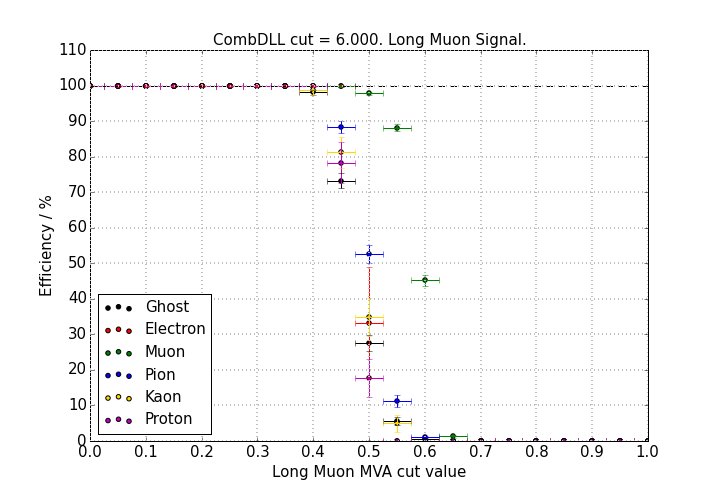 CombDLL cut = 6.000. Long Muon Signal.
110
100
90
80
70
60
50
40
30
20
10
0
Efficiency / %
Ghost
Electron
Muon
Pion
Kaon
Proton
0.0 0.1 0.2 0.3 0.4 0.5 0.6 0.7 0.8 0.9 1.0
Long Muon MVA cut value